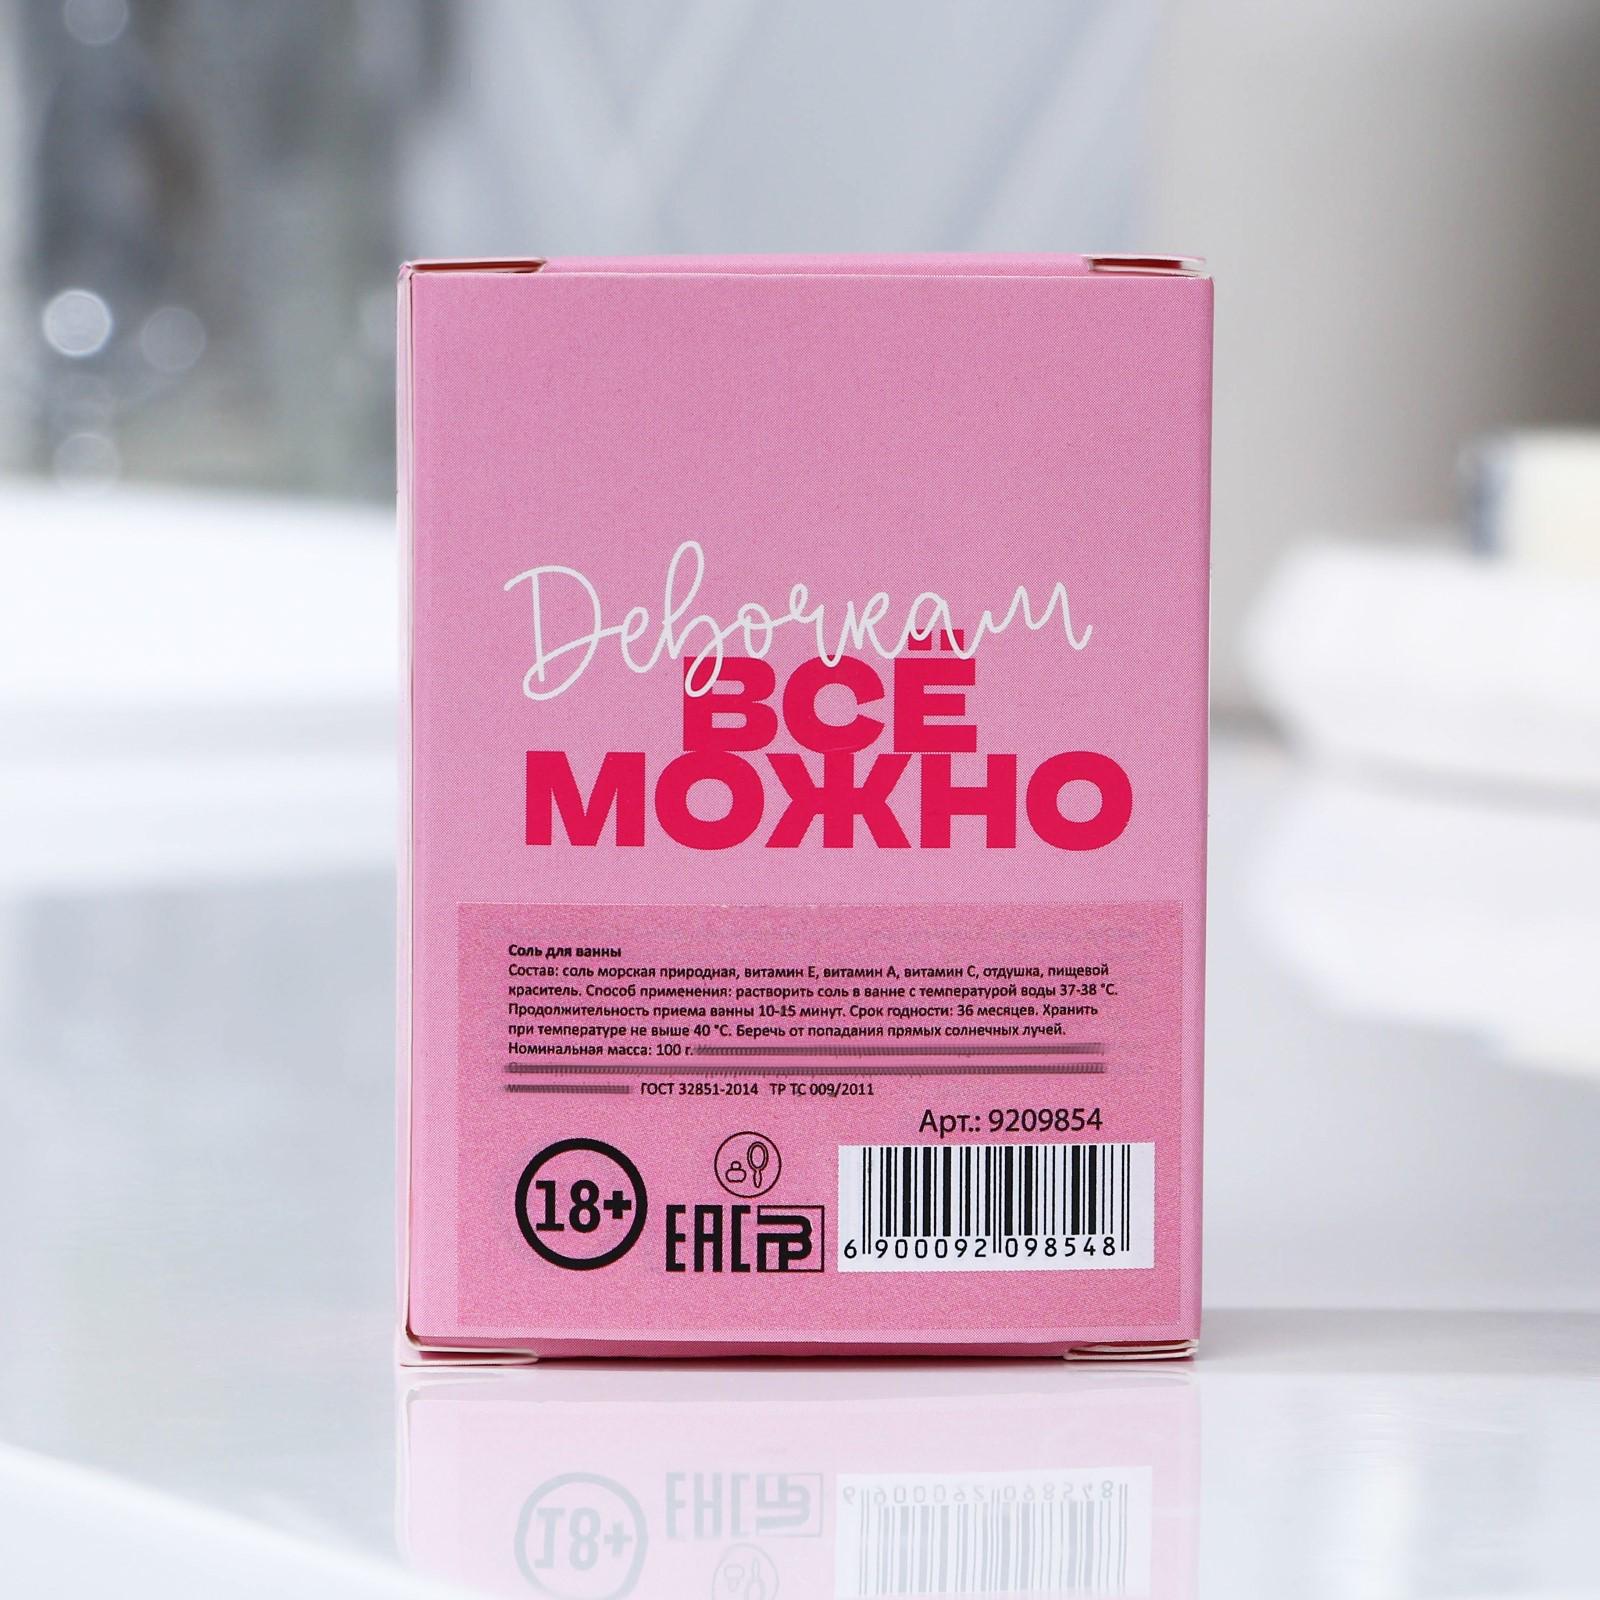 Девочкам
ВСЁ
МОЖНО
Соль для ванны
Состав: соль морская природная, витамин Е, витамин А, витамин С, отдушка, пищевой
краситель. Способ применения: растворить соль в ванне с температурой воды 37-38 °С.
Продолжительность приема ванны 10-15 минут. Срок годности: 36 месяцев. Хранить
при температуре не выше 40 °С. Беречь от попадания прямых солнечных лучей.
Номинальная масса: 100 г.
ГОСТ 32851-2014 ТР ТС 009/2011
Арт.: 9209854
18+
ЕАС
6 900092 098548